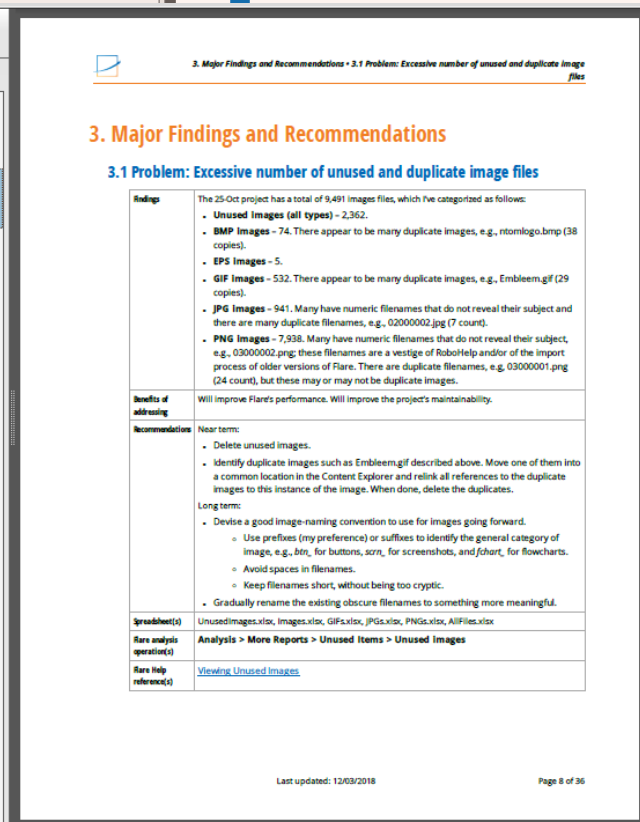 3. Major Findings and Recommendations • 3.1 Problem: Excessive number of unused and duplicate image
files
3. Major Findings and Recommendations
3.1 Problem: Excessive number of unused and duplicate image files
Findings
The 25-Oct project has a total of 9,491 images files, which I've categorized as follows:
• Unused Images (all types) – 2,362.
• BMP Images – 74. There appear to be many duplicate images, e.g., ntomlogo.bmp (38
copies).
• EPS Images – 5.
• GIF Images – 532. There appear to be many duplicate images, e.g., Embleem.gif (29
copies).
• JPG Images – 941. Many have numeric filenames that do not reveal their subject and
there are many duplicate filenames, e.g., 02000002.jpg (7 count).
• PNG Images – 7,938. Many have numeric filenames that do not reveal their subject,
e.g., 03000002.png; these filenames are a vestige of RoboHelp and/or of the import
process of older versions of Flare. There are duplicate filenames, e.g, 03000001.png
(24 count), but these may or may not be duplicate images.
Benefits of
addressing
Will improve Flare's performance. Will improve the project's maintainability.
Recommendations
Near term:
• Delete unused images.
• Identify duplicate images such as Embleem.gif described above. Move one of them into
a common location in the Content Explorer and relink all references to the duplicate
images to this instance of the image. When done, delete the duplicates.
Long term:
• Devise a good image-naming convention to use for images going forward.
○ Use prefixes (my preference) or suffixes to identify the general category of
image, e.g., btn_ for buttons, scrn_ for screenshots, and fchart_ for flowcharts.
○ Avoid spaces in filenames.
○ Keep filenames short, without being too cryptic.
• Gradually rename the existing obscure filenames to something more meaningful.
Spreadsheet(s)
UnusedImages.xlsx, Images.xlsx, GIFs.xlsx, JPGs.xlsx, PNGs.xlsx, AllFiles.xlsx
Flare analysis
operation(s)
Analysis > More Reports > Unused Items > Unused Images
Flare Help
reference(s)
Viewing Unused Images
Last updated: 12/03/2018
Page 8 of 36